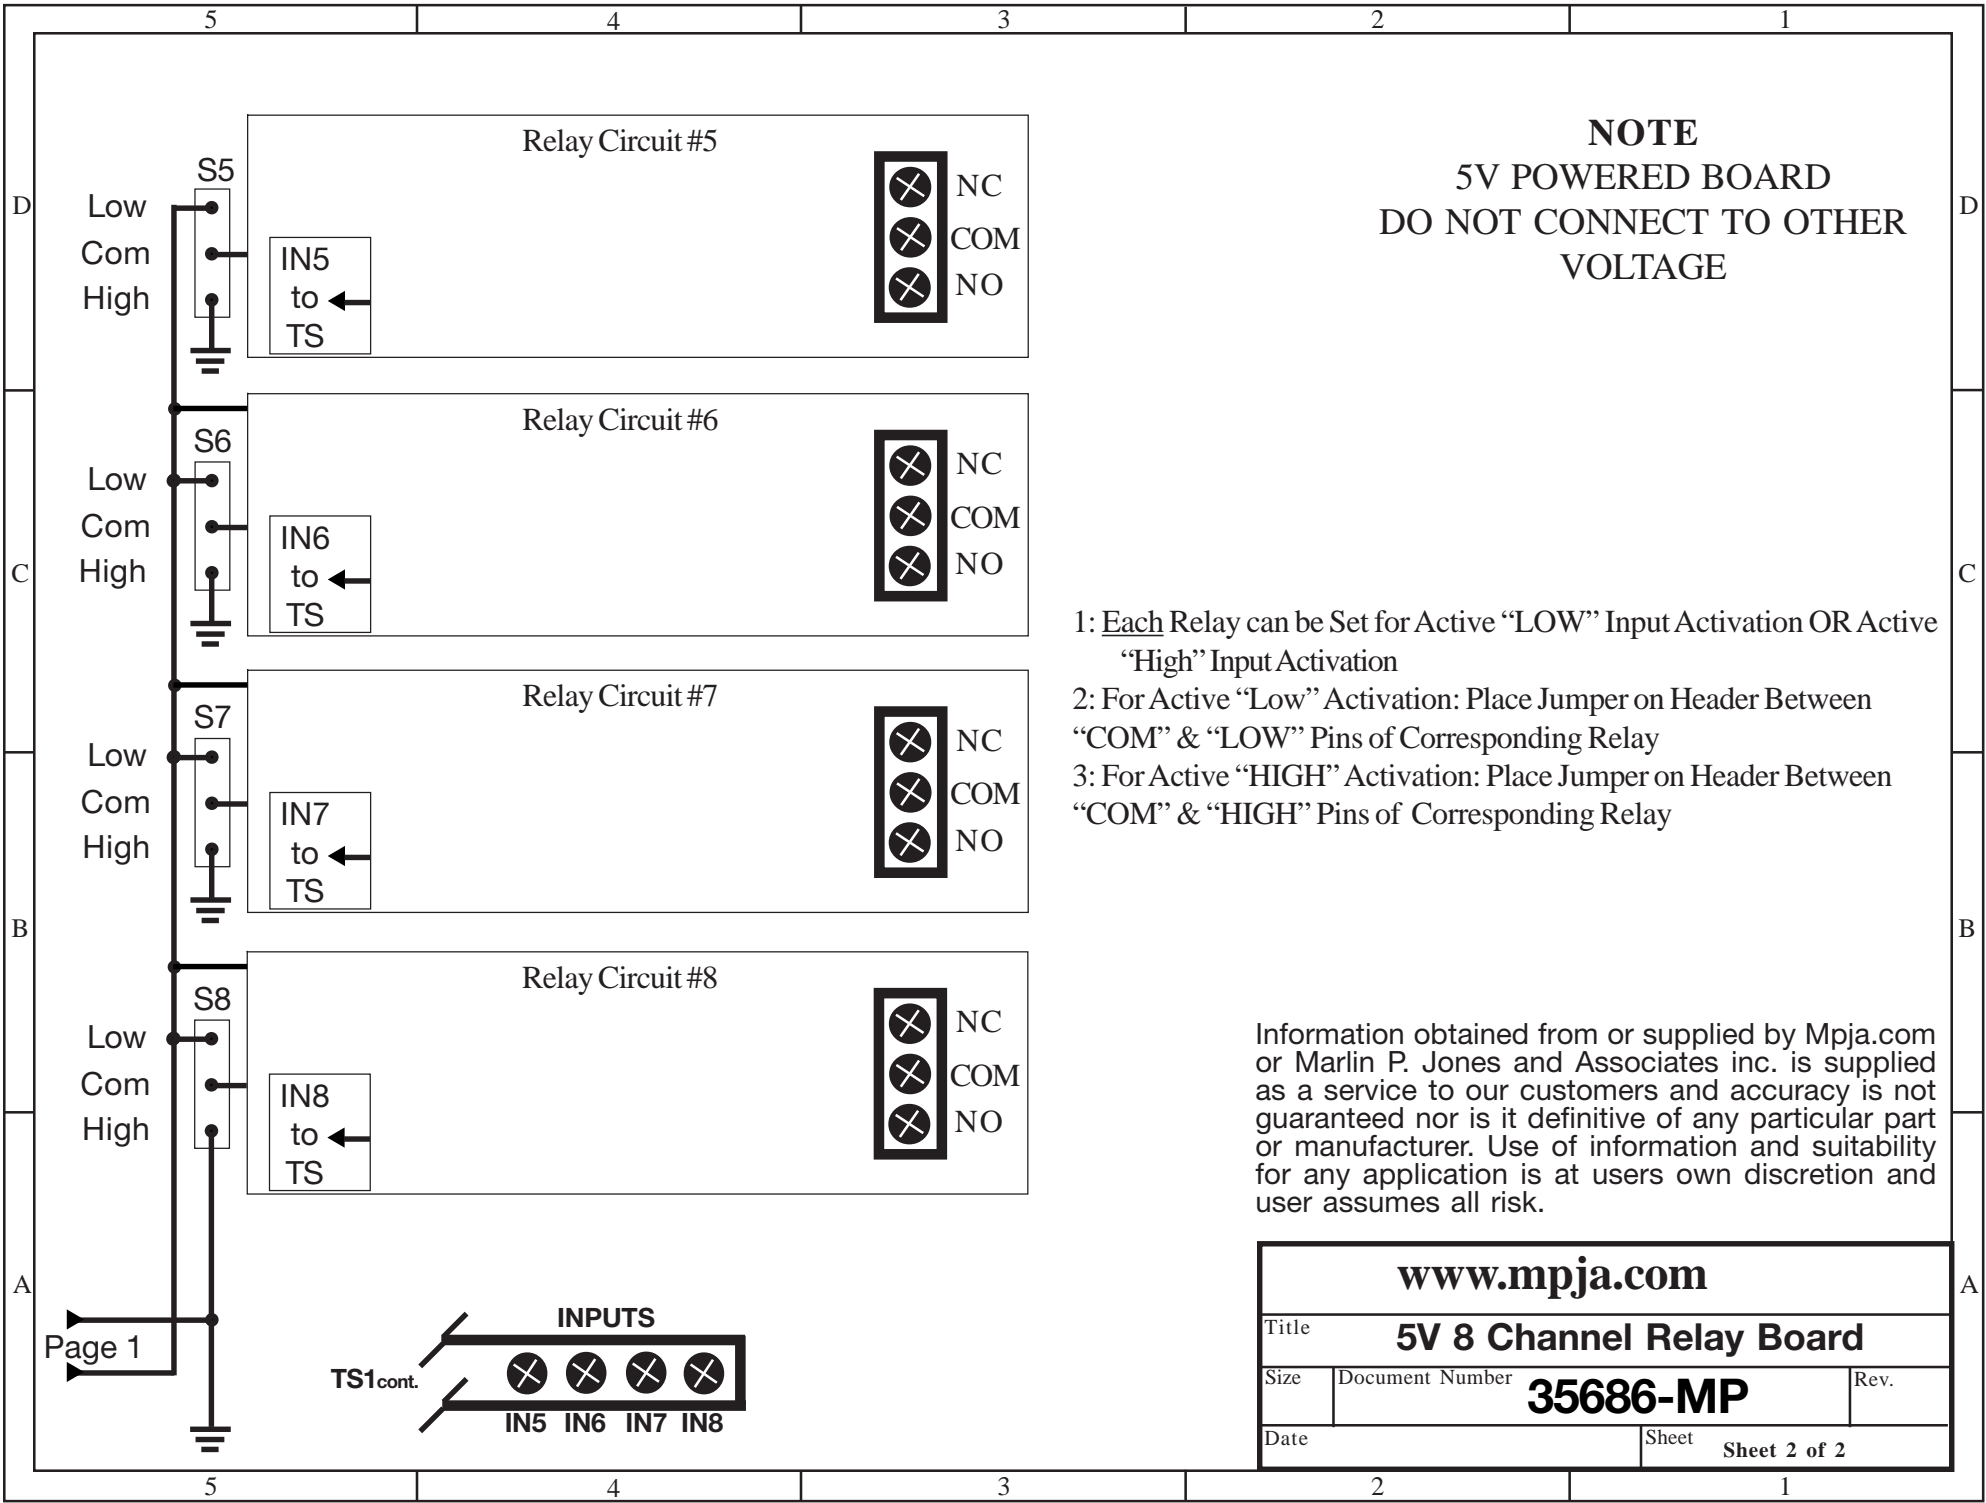 5 4 3 2 1
D
C
B
A
Relay Circuit #5
S5
Low
Com
High
IN5
to
TS
NC
COM
NO
Relay Circuit #6
S6
Low
Com
High
IN6
to
TS
NC
COM
NO
Relay Circuit #7
S7
Low
Com
High
IN7
to
TS
NC
COM
NO
Relay Circuit #8
S8
Low
Com
High
IN8
to
TS
NC
COM
NO
Page 1
INPUTS
TS1cont.
IN5 IN6 IN7 IN8
NOTE
5V POWERED BOARD
DO NOT CONNECT TO OTHER
VOLTAGE
1: Each Relay can be Set for Active “LOW” Input Activation OR Active
“High” Input Activation
2: For Active “Low” Activation: Place Jumper on Header Between
“COM” & “LOW” Pins of Corresponding Relay
3: For Active “HIGH” Activation: Place Jumper on Header Between
“COM” & “HIGH” Pins of Corresponding Relay
Information obtained from or supplied by Mpja.com
or Marlin P. Jones and Associates inc. is supplied
as a service to our customers and accuracy is not
guaranteed nor is it definitive of any particular part
or manufacturer. Use of information and suitability
for any application is at users own discretion and
user assumes all risk.
www.mpja.com
Title
5V 8 Channel Relay Board
Size
Document Number
35686-MP
Rev.
Date
Sheet
Sheet 2 of 2
D
C
B
A
5 4 3 2 1